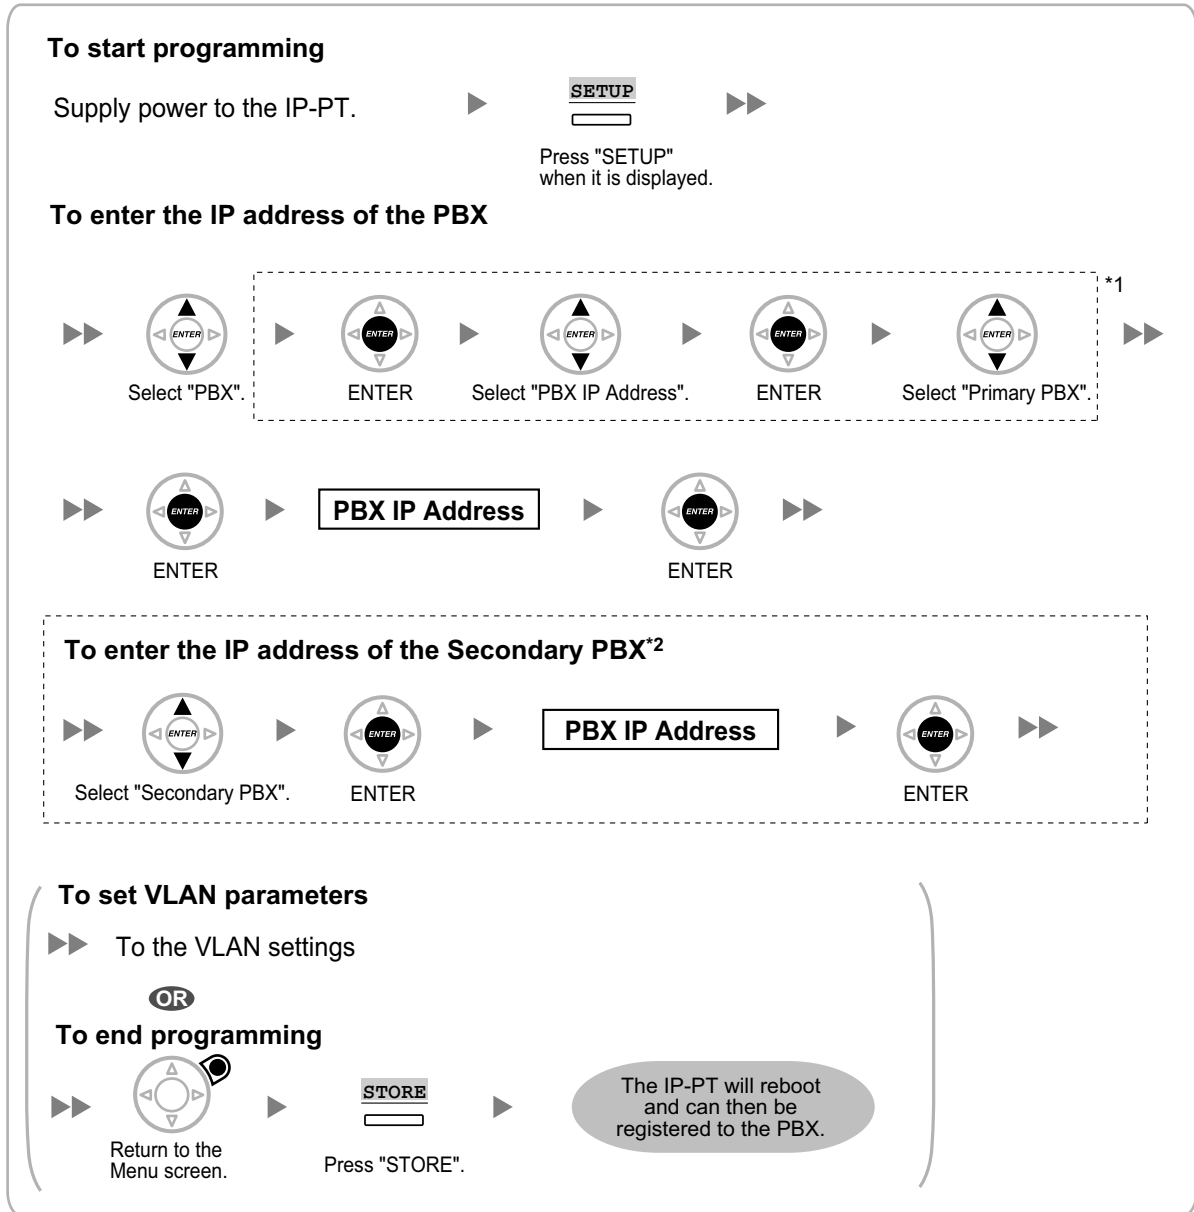 To start programming
Supply power to the IP-PT.
SETUP
Press "SETUP"
when it is displayed.
To enter the IP address of the PBX
*1
ENTER ENTER ENTER ENTER ENTER
Select "PBX". ENTER Select "PBX IP Address". ENTER Select "Primary PBX".
ENTER PBX IP Address ENTER
ENTER ENTER
To enter the IP address of the Secondary PBX*2
ENTER ENTER PBX IP Address ENTER
Select "Secondary PBX". ENTER ENTER
To set VLAN parameters
To the VLAN settings
OR
To end programming
STORE
Return to the
Menu screen.
Press "STORE".
The IP-PT will reboot
and can then be
registered to the PBX.